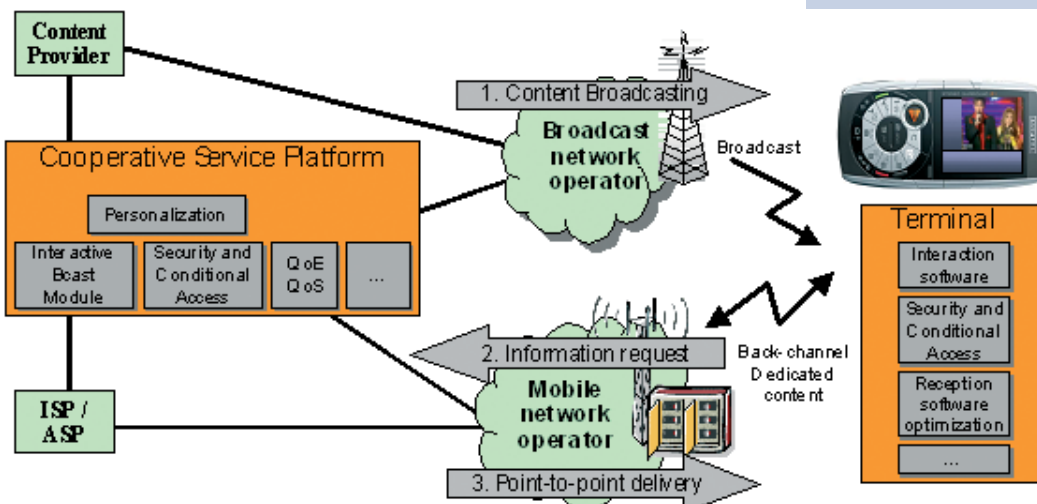 Content
Provider
1. Content Broadcasting
Broadcast
network
operator
Broadcast
Cooperative Service Platform
Personalization
Interactive
Bcast
Module
Security and
Conditional
Access
QoE
QoS
...
Terminal
Interaction
software
Security and
Conditional
Access
Reception
software
optimization
...
2. Information request
Back-channel
Dedicated
content
Mobile
network
operator
ISP /
ASP
3. Point-to-point delivery